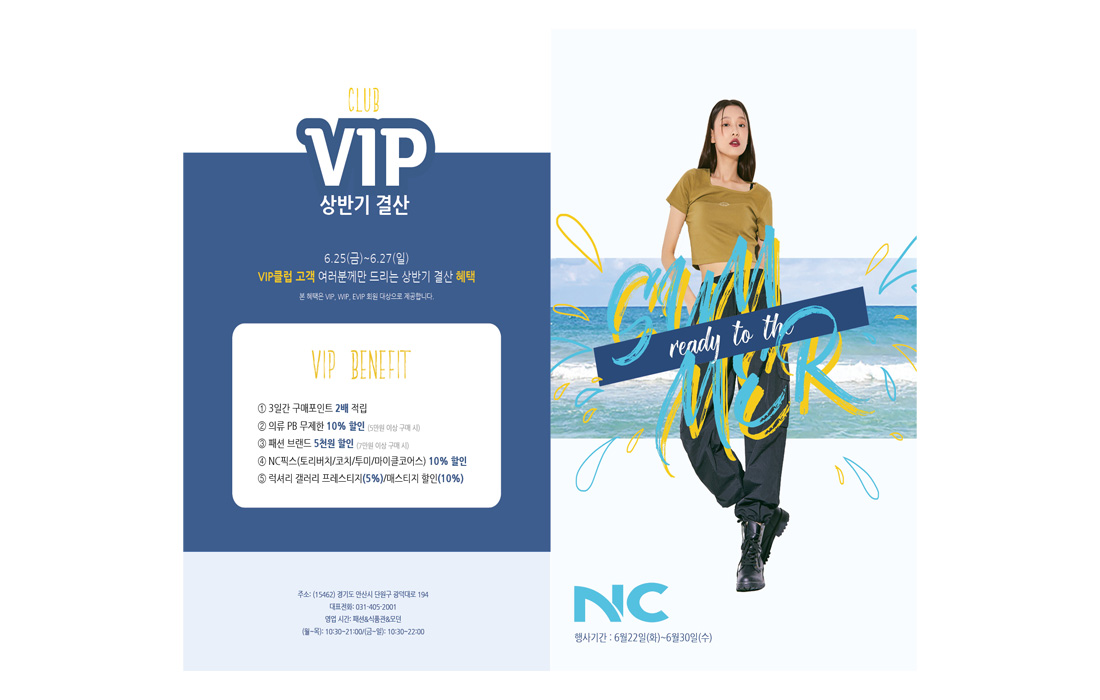 CLUB
VIP
상반기 결산
6.25(금)~6.27(일)
VIP클럽 고객 여러분께만 드리는 상반기 결산 혜택
본 혜택은 VIP, WIP, EVIP 회원 대상으로 제공합니다.
VIP BENEFIT
① 3일간 구매포인트 2배 적립
② 의류 PB 무제한 10% 할인 (5만원 이상 구매 시)
③ 패션 브랜드 5천원 할인 (7만원 이상 구매 시)
④ NC픽스(토리버치/코치/투미/마이클코어스) 10% 할인
⑤ 럭셔리 갤러리 프레스티지(5%)/매스티지 할인(10%)
주소: (15462) 경기도 안산시 단원구 광덕대로 194
대표전화: 031-405-2001
영업 시간: 패션&식품관&모던
(월~목): 10:30~21:00/(금~일): 10:30~22:00
SUM
ready to the
MER
NC
행사기간 : 6월22일(화)~6월30일(수)